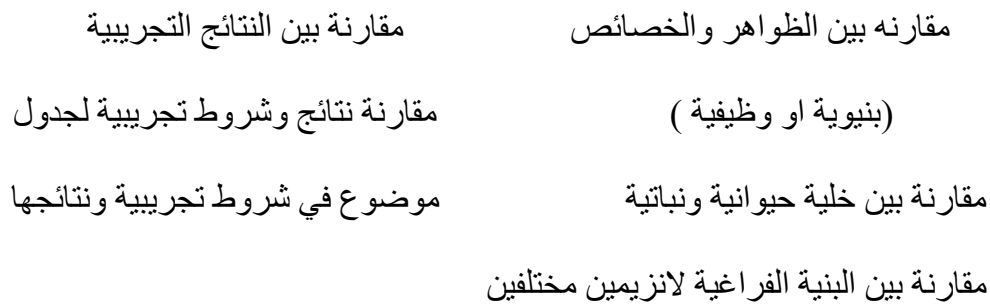 مقارنه بين الظواهر والخصائص مقارنة بين النتائج التجريبية
(بنيوية او وظيفية ) مقارنة نتائج وشروط تجريبية لجدول
مقارنة بين خلية حيوانية ونباتية موضوع في شروط تجريبية ونتائجها
مقارنة بين البنية الفراغية لانزيمين مختلفين